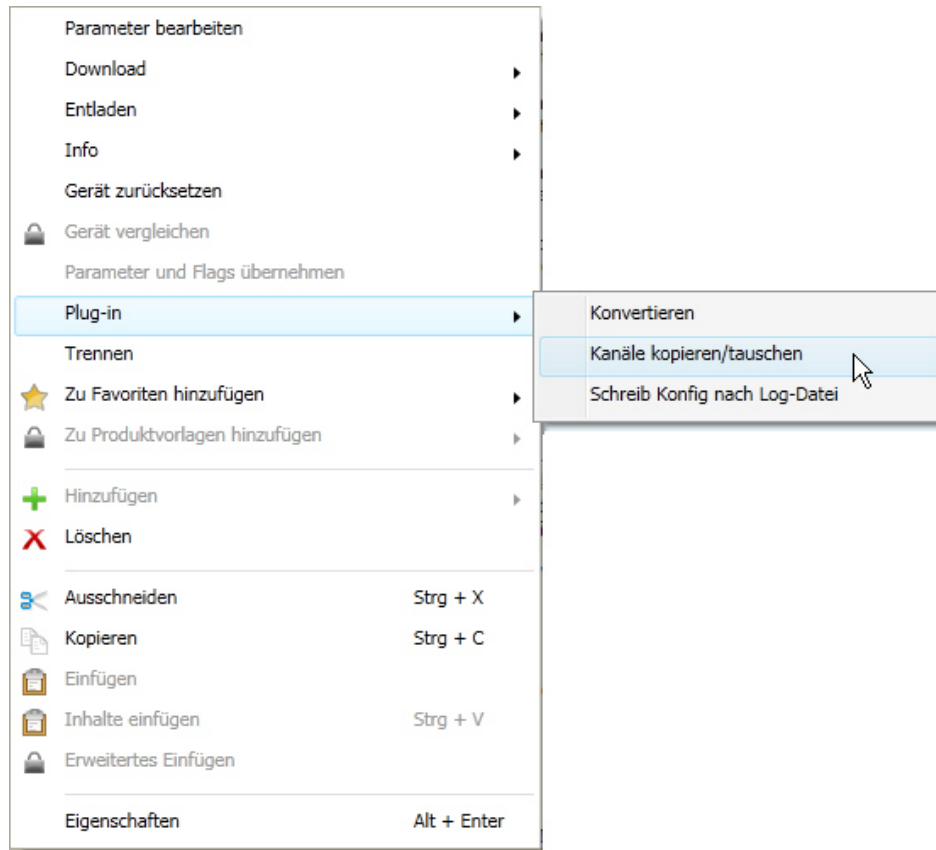 Parameter bearbeiten
Download
Entladen
Info
Gerät zurücksetzen
Gerät vergleichen
Parameter und Flags übernehmen
Plug-in
Konvertieren
Trennen
Kanäle kopieren/tauschen
Zu Favoriten hinzufügen
Schreib Konfig nach Log-Datei
Zu Produktvorlagen hinzufügen
Hinzufügen
Löschen
Ausschneiden Strg + X
Kopieren Strg + C
Einfügen
Inhalte einfügen Strg + V
Erweitertes Einfügen
Eigenschaften Alt + Enter